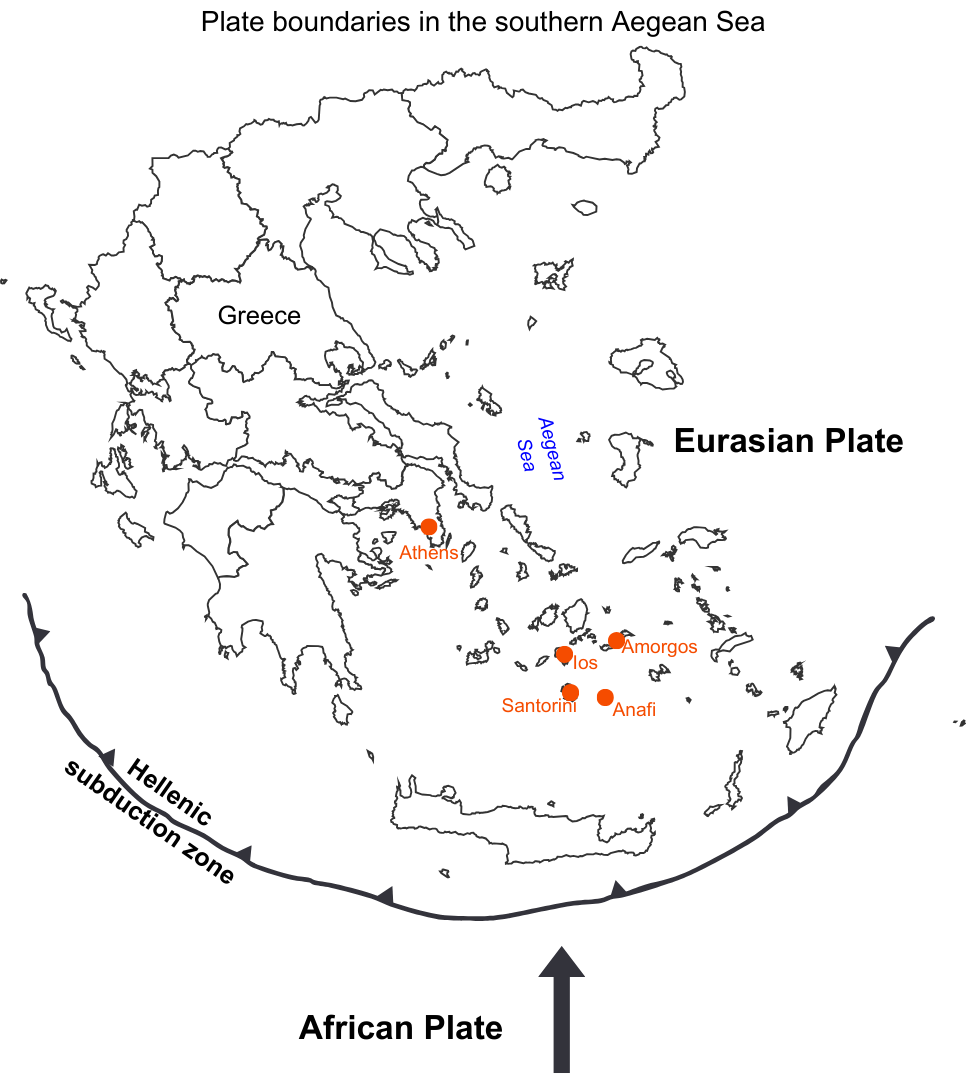 Plate boundaries in the southern Aegean Sea
Greece
Aegean
Sea
Eurasian Plate
Athens
Amorgos
Ios
Santorini
Anafi
Hellenic
subduction zone
African Plate